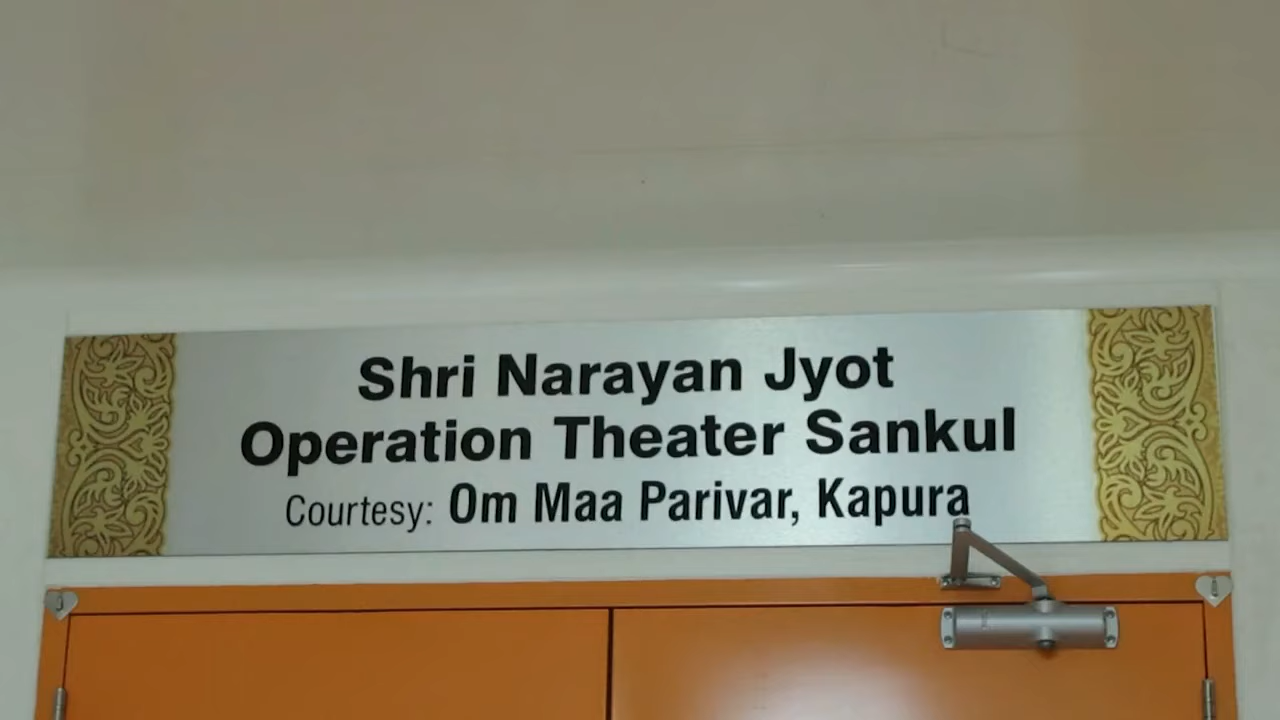 Shri Narayan Jyot
Operation Theater Sankul
Courtesy: Om Maa Parivar, Kapura